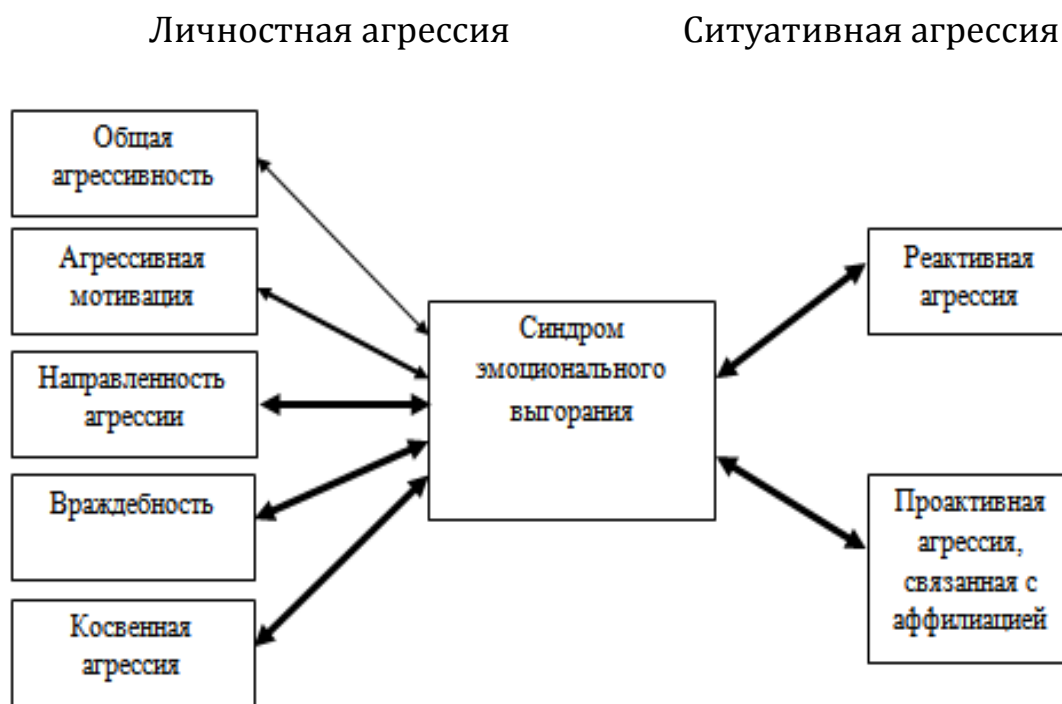 Личностная агрессия
Ситуативная агрессия
Общая
агрессивность
Агрессивная
мотивация
Направленность
агрессии
Враждебность
Косвенная
агрессия
Синдром
эмоционального
выгорания
Реактивная
агрессия
Проактивная
агрессия,
связанная с
аффилиацией